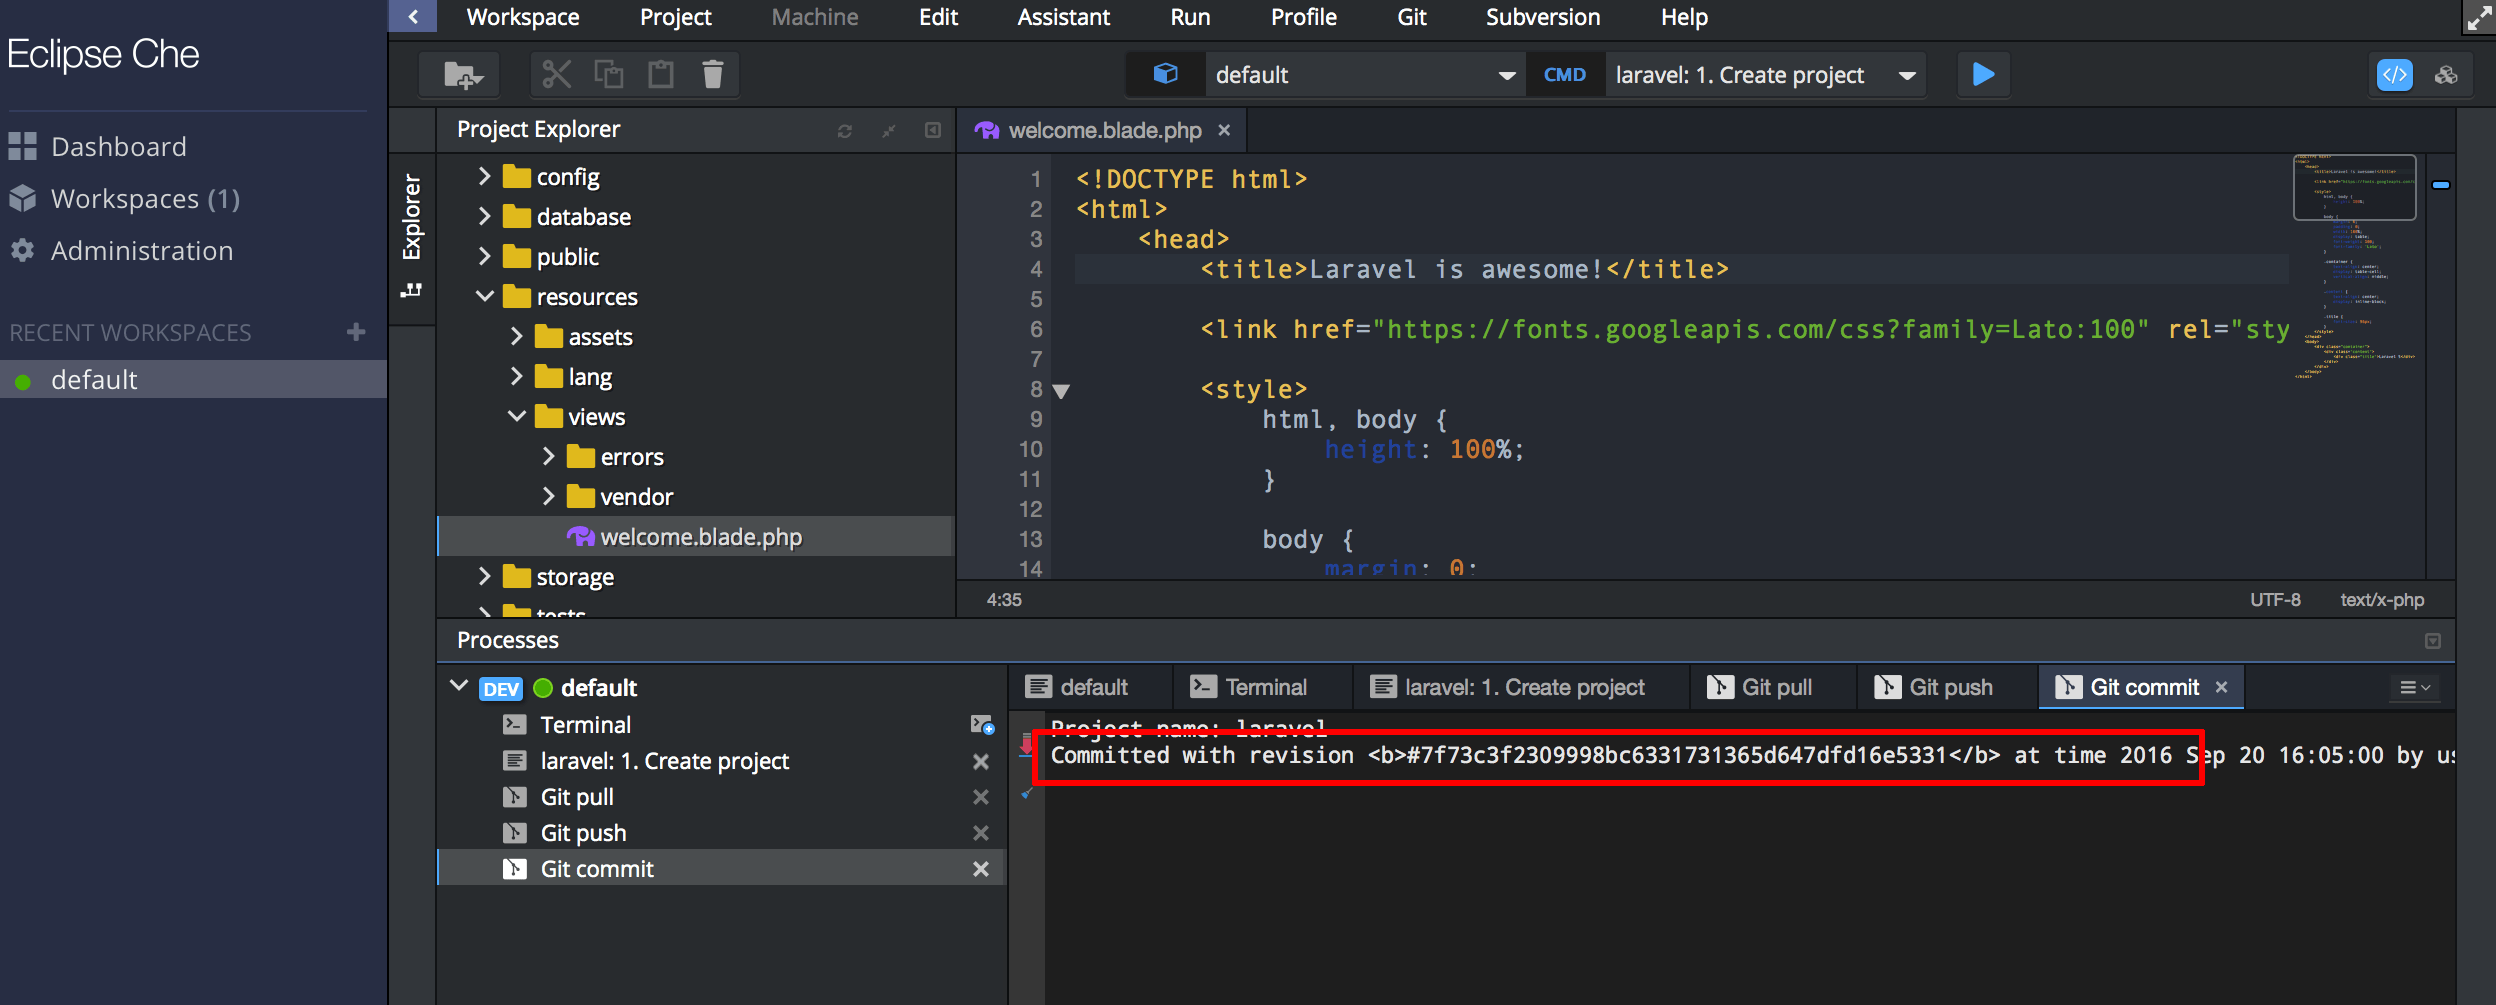 Workspace Project Machine Edit Assistant Run Profile Git Subversion Help
Eclipse Che
Dashboard
Workspaces (1)
Administration
RECENT WORKSPACES
default
default CMD laravel: 1. Create project
Explorer
Project Explorer
config
database
public
resources
assets
lang
views
errors
vendor
welcome.blade.php
storage
tests
welcome.blade.php
1 <!DOCTYPE html>
2 <html>
3 <head>
4 <title>Laravel is awesome!</title>
5
6 <link href="https://fonts.googleapis.com/css?family=Lato:100" rel="sty
7
8 <style>
9 html, body {
10 height: 100%;
11 }
12
13 body {
14 margin: 0;
4:35 UTF-8 text/x-php
Processes
DEV default
Terminal
laravel: 1. Create project
Git pull
Git push
Git commit
default Terminal laravel: 1. Create project Git pull Git push Git commit
Project name: laravel
Committed with revision <b>#7f73c3f2309998bc6331731365d647dfd16e5331</b> at time 2016 Sep 20 16:05:00 by us